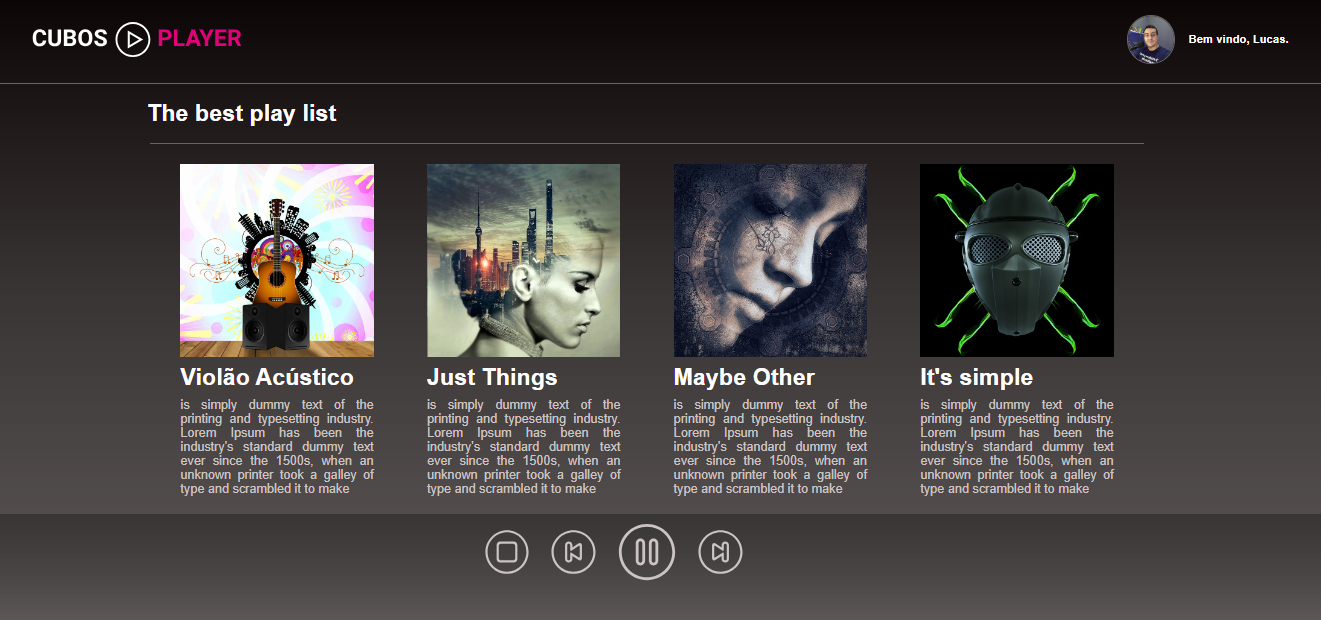 CUBOS PLAYER
Bem vindo, Lucas.
The best play list
Violão Acústico
is simply dummy text of the
printing and typesetting industry.
Lorem Ipsum has been the
industry's standard dummy text
ever since the 1500s, when an
unknown printer took a galley of
type and scrambled it to make
Just Things
is simply dummy text of the
printing and typesetting industry.
Lorem Ipsum has been the
industry's standard dummy text
ever since the 1500s, when an
unknown printer took a galley of
type and scrambled it to make
Maybe Other
is simply dummy text of the
printing and typesetting industry.
Lorem Ipsum has been the
industry's standard dummy text
ever since the 1500s, when an
unknown printer took a galley of
type and scrambled it to make
It's simple
is simply dummy text of the
printing and typesetting industry.
Lorem Ipsum has been the
industry's standard dummy text
ever since the 1500s, when an
unknown printer took a galley of
type and scrambled it to make